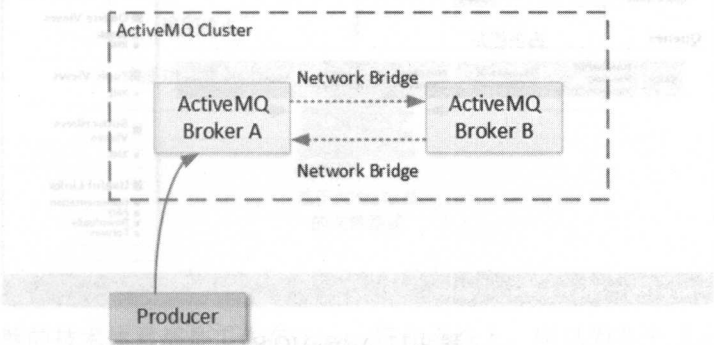 ActiveMQ Cluster
Network Bridge
ActiveMQ
Broker A
ActiveMQ
Broker B
Network Bridge
Producer